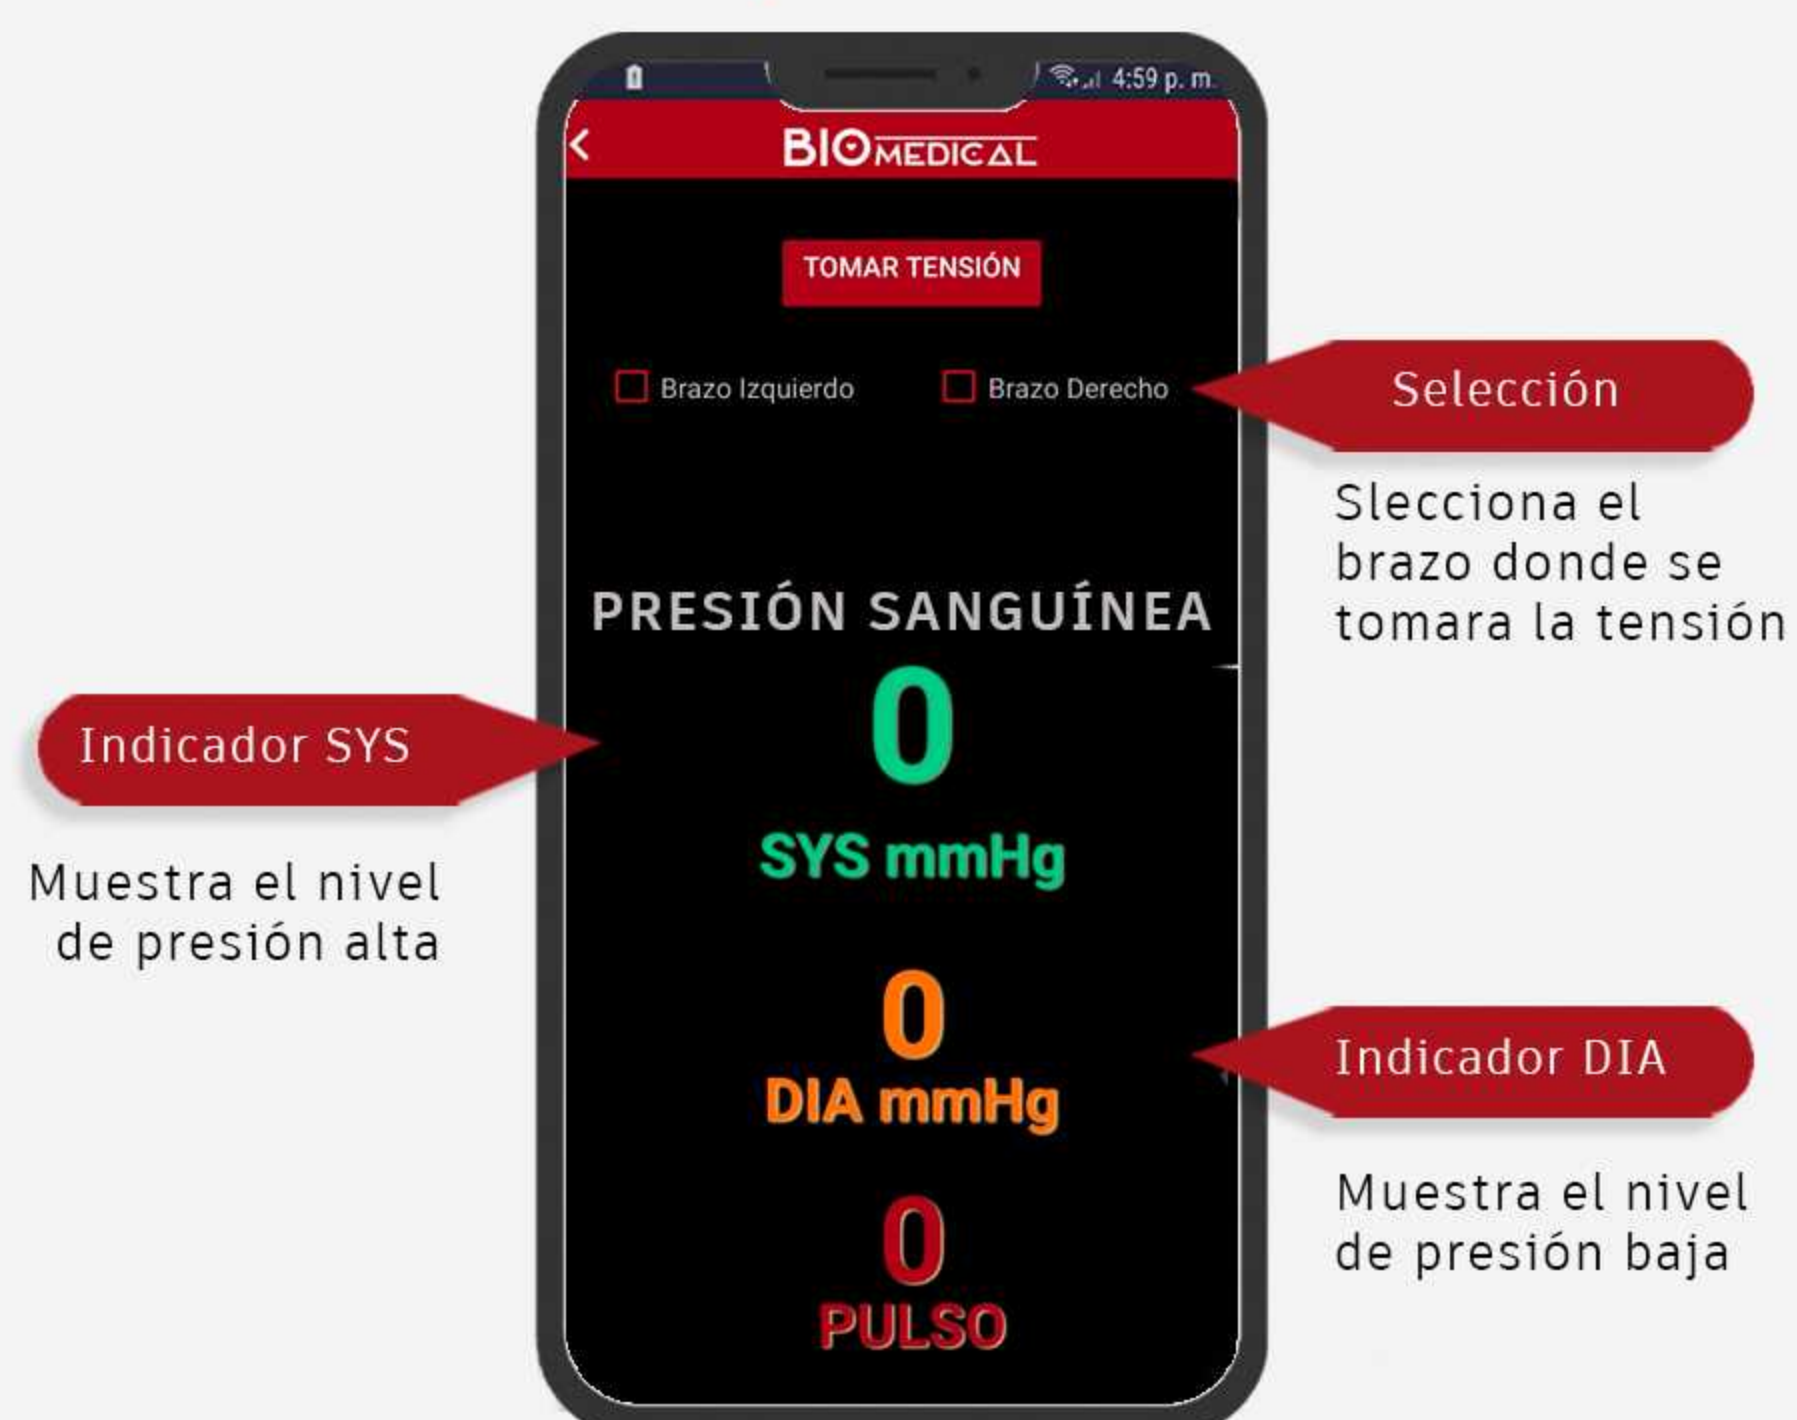 4:59 p. m.
BIOMEDICAL
TOMAR TENSIÓN
Brazo Izquierdo
Brazo Derecho
Selección
Slecciona el
brazo donde se
tomara la tensión
PRESIÓN SANGUÍNEA
0
SYS mmHg
Indicador SYS
Muestra el nivel
de presión alta
0
DIA mmHg
Indicador DIA
Muestra el nivel
de presión baja
0
PULSO